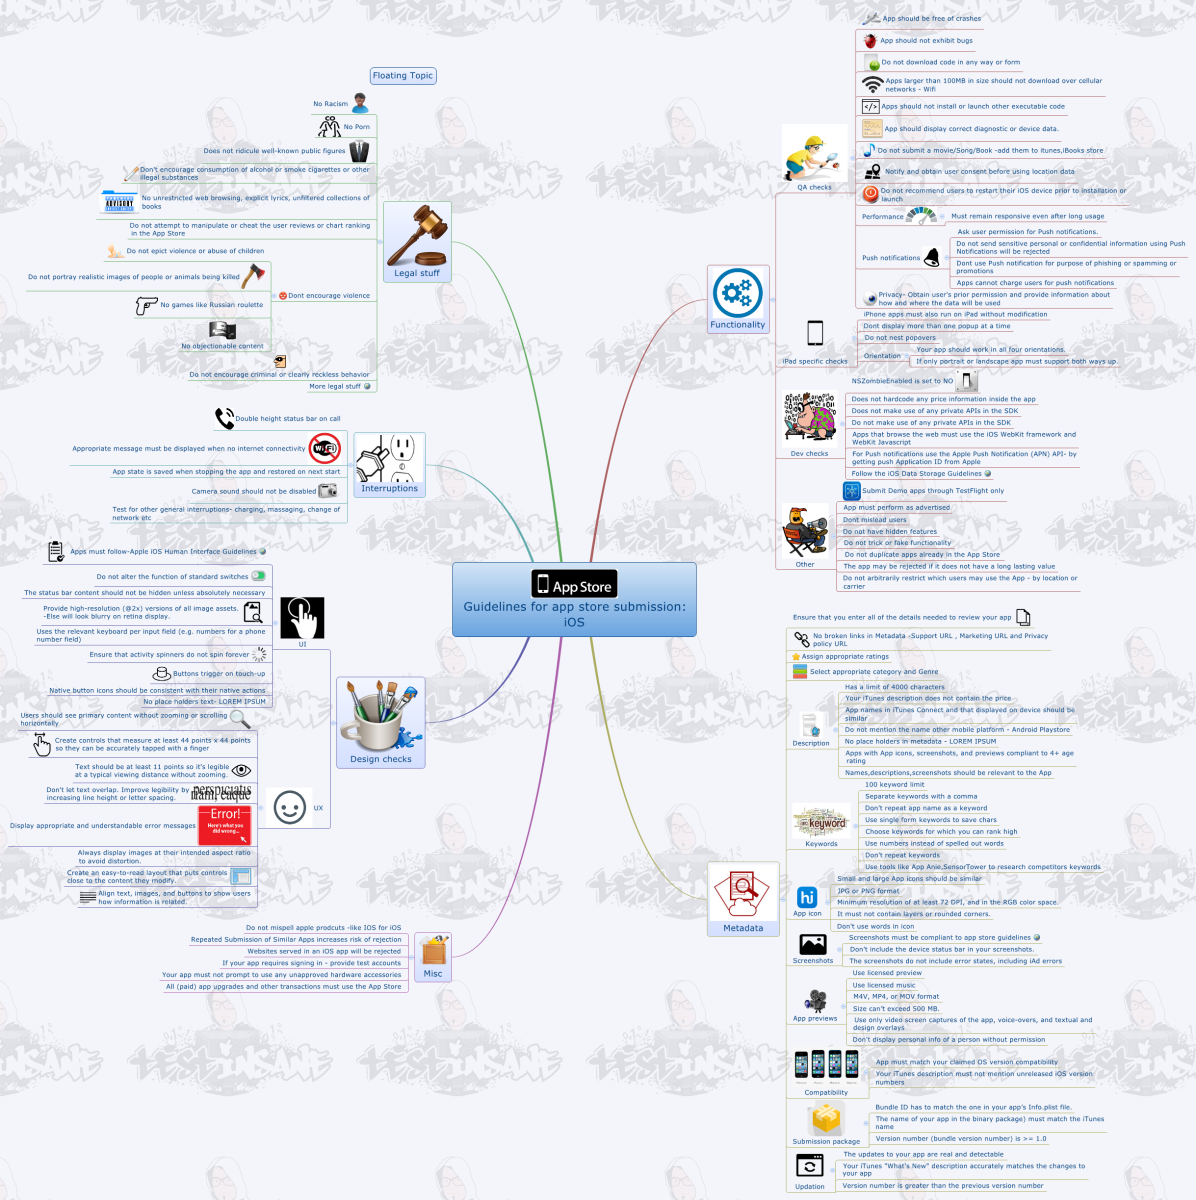 Floating Topic
App Store
Guidelines for app store submission:
iOS
Legal stuff
No Racism
No Porn
Does not ridicule well-known public figures
Don't encourage consumption of alcohol or smoke cigarettes or other
illegal substances
ADVISORY
No unrestricted web browsing, explicit lyrics, unfiltered collections of
books
Do not attempt to manipulate or cheat the user reviews or chart ranking
in the App Store
Do not epict violence or abuse of children
Dont encourage violence
Do not portray realistic images of people or animals being killed
No games like Russian roulette
No objectionable content
Do not encourage criminal or clearly reckless behavior
More legal stuff
Interruptions
Double height status bar on call
Appropriate message must be displayed when no internet connectivity
Wi Fi
App state is saved when stopping the app and restored on next start
Camera sound should not be disabled
Test for other general interruptions- charging, massaging, change of
network etc
Design checks
UI
Apps must follow-Apple iOS Human Interface Guidelines
Do not alter the function of standard switches
The status bar content should not be hidden unless absolutely necessary
Provide high-resolution (@2x) versions of all image assets.
-Else will look blurry on retina display.
Uses the relevant keyboard per input field (e.g. numbers for a phone
number field)
Ensure that activity spinners do not spin forever
Buttons trigger on touch-up
Native button icons should be consistent with their native actions
No place holders text- LOREM IPSUM
UX
Users should see primary content without zooming or scrolling
horizontally
Create controls that measure at least 44 points x 44 points
so they can be accurately tapped with a finger
Text should be at least 11 points so it's legible
at a typical viewing distance without zooming.
Don't let text overlap. Improve legibility by
increasing line height or letter spacing.
Display appropriate and understandable error messages
Error!
Here's what you
did wrong...
Always display images at their intended aspect ratio
to avoid distortion.
Create an easy-to-read layout that puts controls
close to the content they modify.
Align text, images, and buttons to show users
how information is related.
Misc
Do not mispell apple prodcuts -like IOS for iOS
Repeated Submission of Similar Apps increases risk of rejection
Websites served in an iOS app will be rejected
If your app requires signing in - provide test accounts
Your app must not prompt to use any unapproved hardware accessories
All (paid) app upgrades and other transactions must use the App Store
Functionality
QA checks
App should be free of crashes
App should not exhibit bugs
Do not download code in any way or form
Apps larger than 100MB in size should not download over cellular
networks - Wifi
Apps should not install or launch other executable code
App should display correct diagnostic or device data.
Do not submit a movie/Song/Book -add them to itunes,iBooks store
Notify and obtain user consent before using location data
Do not recommend users to restart their iOS device prior to installation or
launch
Performance
Must remain responsive even after long usage
Push notifications
Ask user permission for Push notifications.
Do not send sensitive personal or confidential information using Push
Notifications will be rejected
Dont use Push notification for purpose of phishing or spamming or
promotions
Apps cannot charge users for push notifications
Privacy- Obtain user's prior permission and provide information about
how and where the data will be used
iPad specific checks
iPhone apps must also run on iPad without modification
Dont display more than one popup at a time
Do not nest popovers
Orientation
Your app should work in all four orientations.
If only portrait or landscape app must support both ways up.
Dev checks
NSZombieEnabled is set to NO
Does not hardcode any price information inside the app
Does not make use of any private APIs in the SDK
Do not make use of any private APIs in the SDK
Apps that browse the web must use the iOS WebKit framework and
WebKit Javascript
For Push notifications use the Apple Push Notification (APN) API- by
getting push Application ID from Apple
Follow the iOS Data Storage Guidelines
Other
Submit Demo apps through TestFlight only
App must perform as advertised
Dont mislead users
Do not have hidden features
Do not trick or fake functionality
Do not duplicate apps already in the App Store
The app may be rejected if it does not have a long lasting value
Do not arbitrarily restrict which users may use the App - by location or
carrier
Metadata
Ensure that you enter all of the details needed to review your app
No broken links in Metadata -Support URL , Marketing URL and Privacy
policy URL
Assign appropriate ratings
Select appropriate category and Genre
Description
Has a limit of 4000 characters
Your iTunes description does not contain the price
App names in iTunes Connect and that displayed on device should be
similar
Do not mention the name other mobile platform - Android Playstore
No place holders in metadata - LOREM IPSUM
Apps with App icons, screenshots, and previews compliant to 4+ age
rating
Names,descriptions,screenshots should be relevant to the App
Keywords
keyword
100 keyword limit
Separate keywords with a comma
Don't repeat app name as a keyword
Use single form keywords to save chars
Choose keywords for which you can rank high
Use numbers instead of spelled out words
Don't repeat keywords
Use tools like App Anie,SensorTower to research competitors keywords
App icon
hi
Small and large App icons should be similar
JPG or PNG format
Minimum resolution of at least 72 DPI, and in the RGB color space.
It must not contain layers or rounded corners.
Don't use words in icon
Screenshots
Screenshots must be compliant to app store guidelines
Don't include the device status bar in your screenshots.
The screenshots do not include error states, including iAd errors
App previews
Use licensed preview
Use licensed music
M4V, MP4, or MOV format
Size can't exceed 500 MB.
Use only video screen captures of the app, voice-overs, and textual and
design overlays
Don't display personal info of a person without permission
Compatibility
App must match your claimed OS version compatibility
Your iTunes description must not mention unreleased iOS version
numbers
Submission package
Bundle ID has to match the one in your app's Info.plist file.
The name of your app in the binary package) must match the iTunes
name
Version number (bundle version number) is >= 1.0
Updation
The updates to your app are real and detectable
Your iTunes "What's New" description accurately matches the changes to
your app
Version number is greater than the previous version number